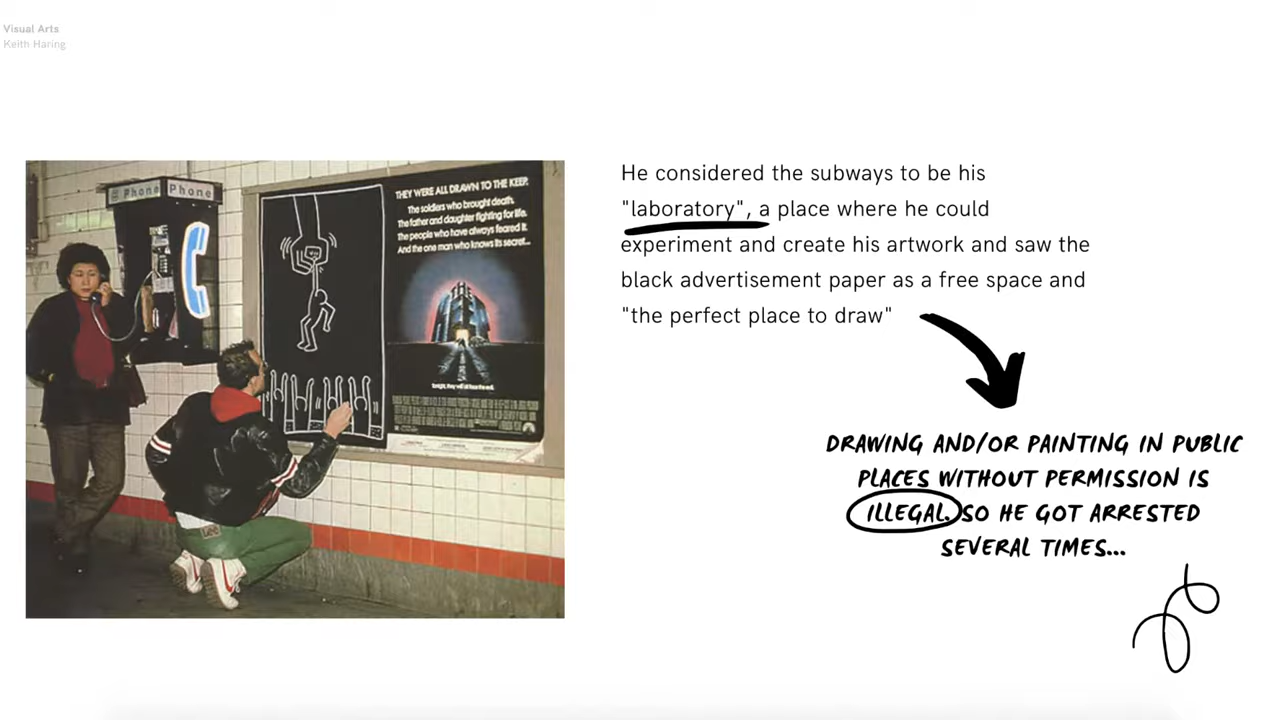 Visual Arts
Keith Haring
Phone Phone
THEY WERE ALL DRAWN TO THE KEEP.
The soldiers who brought death.
The father and daughter fighting for life.
The people who have always feared it.
And the one man who knows its secret...
He considered the subways to be his
"laboratory", a place where he could
experiment and create his artwork and saw the
black advertisement paper as a free space and
"the perfect place to draw"
DRAWING AND/OR PAINTING IN PUBLIC
PLACES WITHOUT PERMISSION IS
ILLEGAL. SO HE GOT ARRESTED
SEVERAL TIMES...